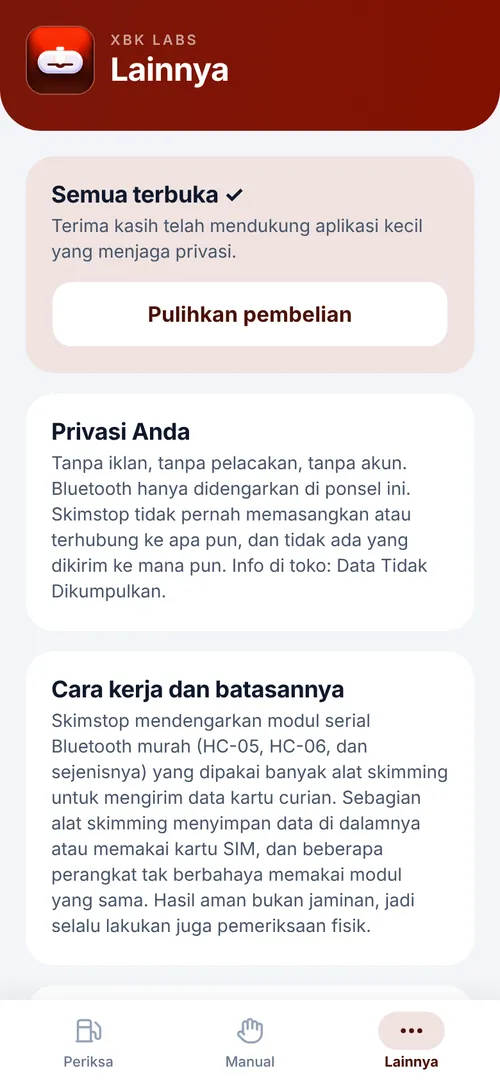 XBK LABS
Lainnya
Semua terbuka ✓
Terima kasih telah mendukung aplikasi kecil
yang menjaga privasi.
Pulihkan pembelian
Privasi Anda
Tanpa iklan, tanpa pelacakan, tanpa akun.
Bluetooth hanya didengarkan di ponsel ini.
Skimstop tidak pernah memasangkan atau
terhubung ke apa pun, dan tidak ada yang
dikirim ke mana pun. Info di toko: Data Tidak
Dikumpulkan.
Cara kerja dan batasannya
Skimstop mendengarkan modul serial
Bluetooth murah (HC-05, HC-06, dan
sejenisnya) yang dipakai banyak alat skimming
untuk mengirim data kartu curian. Sebagian
alat skimming menyimpan data di dalamnya
atau memakai kartu SIM, dan beberapa
perangkat tak berbahaya memakai modul
yang sama. Hasil aman bukan jaminan, jadi
selalu lakukan juga pemeriksaan fisik.
Periksa
Manual
Lainnya